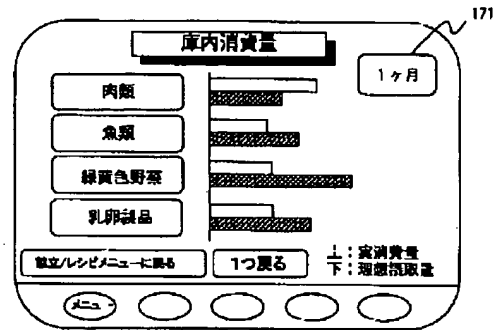 171
庫内消費量
1ヶ月
肉類
魚類
緑黄色野菜
乳卵製品
献立/レシピメニューに戻る
1つ戻る
上：実消費量
下：理想摂取量
メニュー